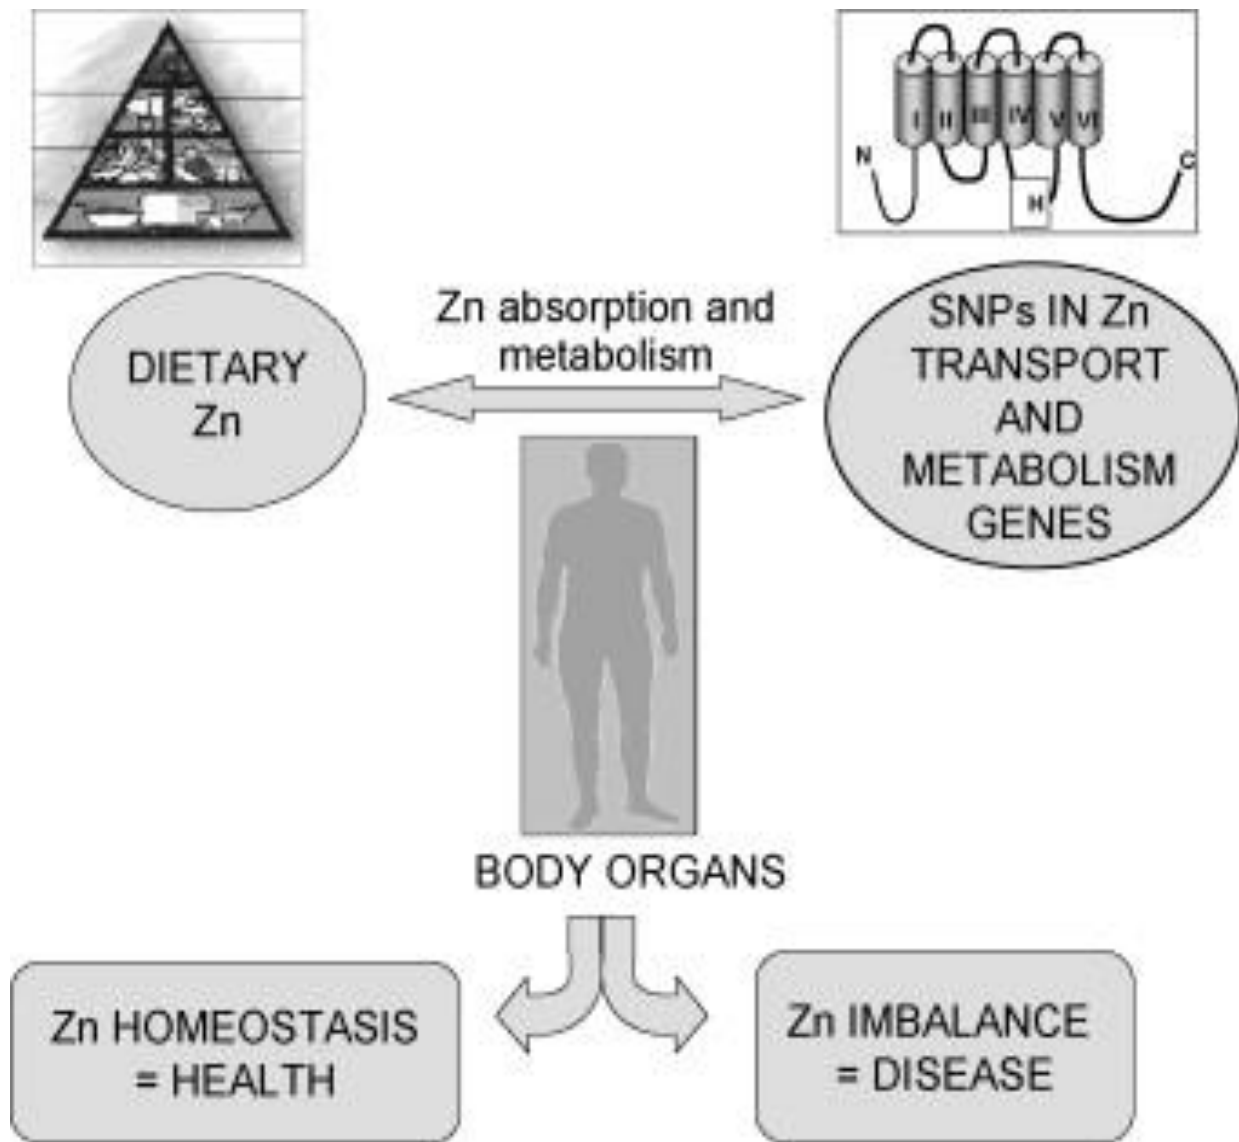 I II III IV V VI
N
C
H
Zn absorption and
metabolism
DIETARY
Zn
SNPs IN Zn
TRANSPORT
AND
METABOLISM
GENES
BODY ORGANS
Zn HOMEOSTASIS
= HEALTH
Zn IMBALANCE
= DISEASE